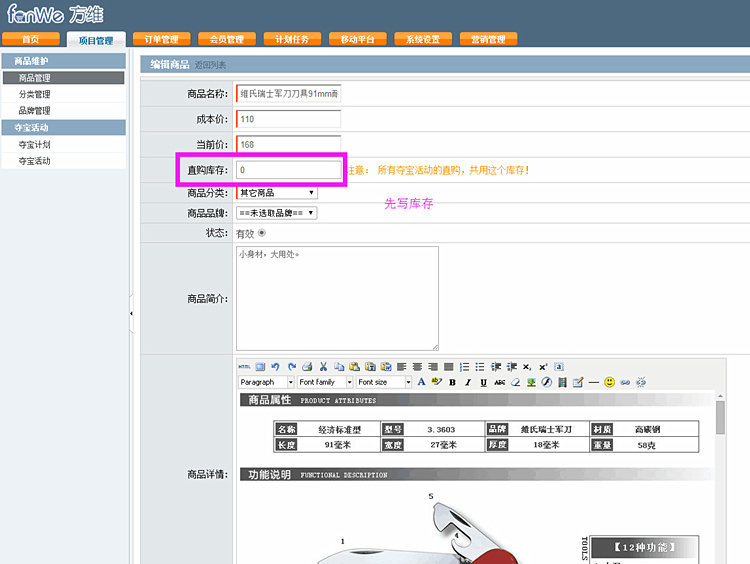 fanWe 方维
首页 项目管理 订单管理 会员管理 计划任务 移动平台 系统设置 营销管理
商品维护
商品管理
分类管理
品牌管理
夺宝活动
夺宝计划
夺宝活动
编辑商品 返回列表
商品名称: 维氏瑞士军刀刀具91mm
成本价: 110
当前价: 168
直购库存: 0 注意： 所有夺宝活动的直购，共用这个库存!
商品分类: 其它商品
先写库存
商品品牌: ==未选取品牌==
状态: 有效
商品简介: 小身材，大用处。
商品详情:
HTML
Paragraph Font family Font size A B I U ABC
商品属性 PRODUCT ATTRIBUTES
名称 经济标准型 型号 3.3603 品牌 維氏瑞士军刀 材质 高碳钢
长度 91毫米 宽度 27毫米 厚度 18毫米 重量 58克
功能说明 FUNCTIONAL DESCRIPTION
5
4
1
TOOLS
【12种功能】